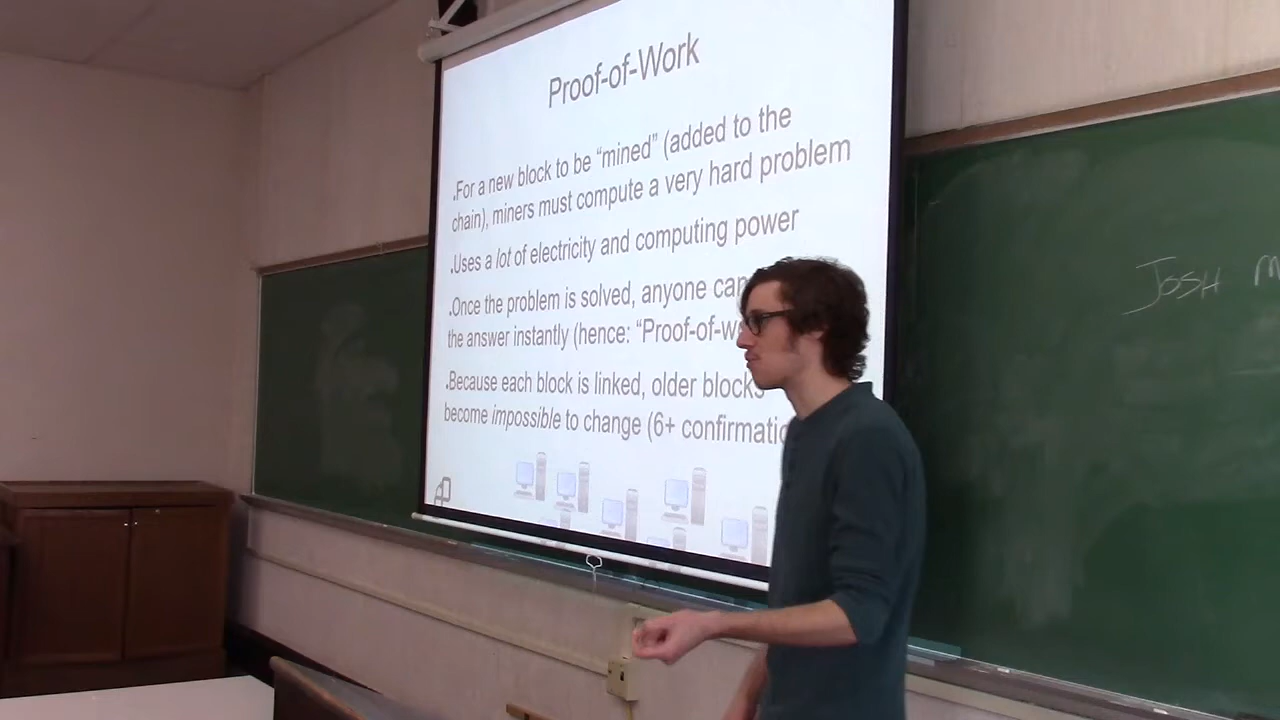 Proof-of-Work
.For a new block to be “mined” (added to the
chain), miners must compute a very hard problem
.Uses a lot of electricity and computing power
.Once the problem is solved, anyone can
the answer instantly (hence: “Proof-of-w
.Because each block is linked, older blocks
become impossible to change (6+ confirmatio
JOSH M